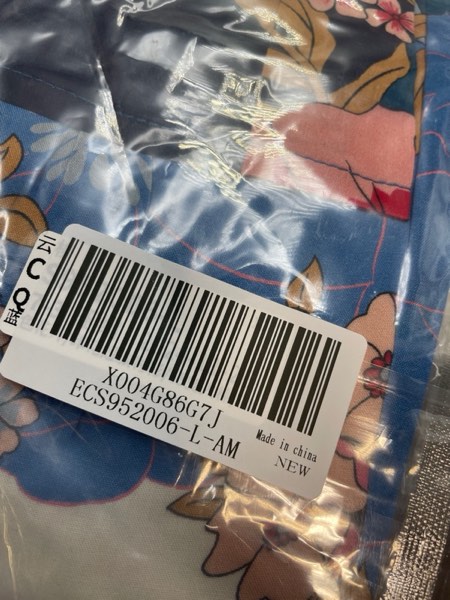 X004G86G7J
ECS952006-L-AM
Made in china
NEW